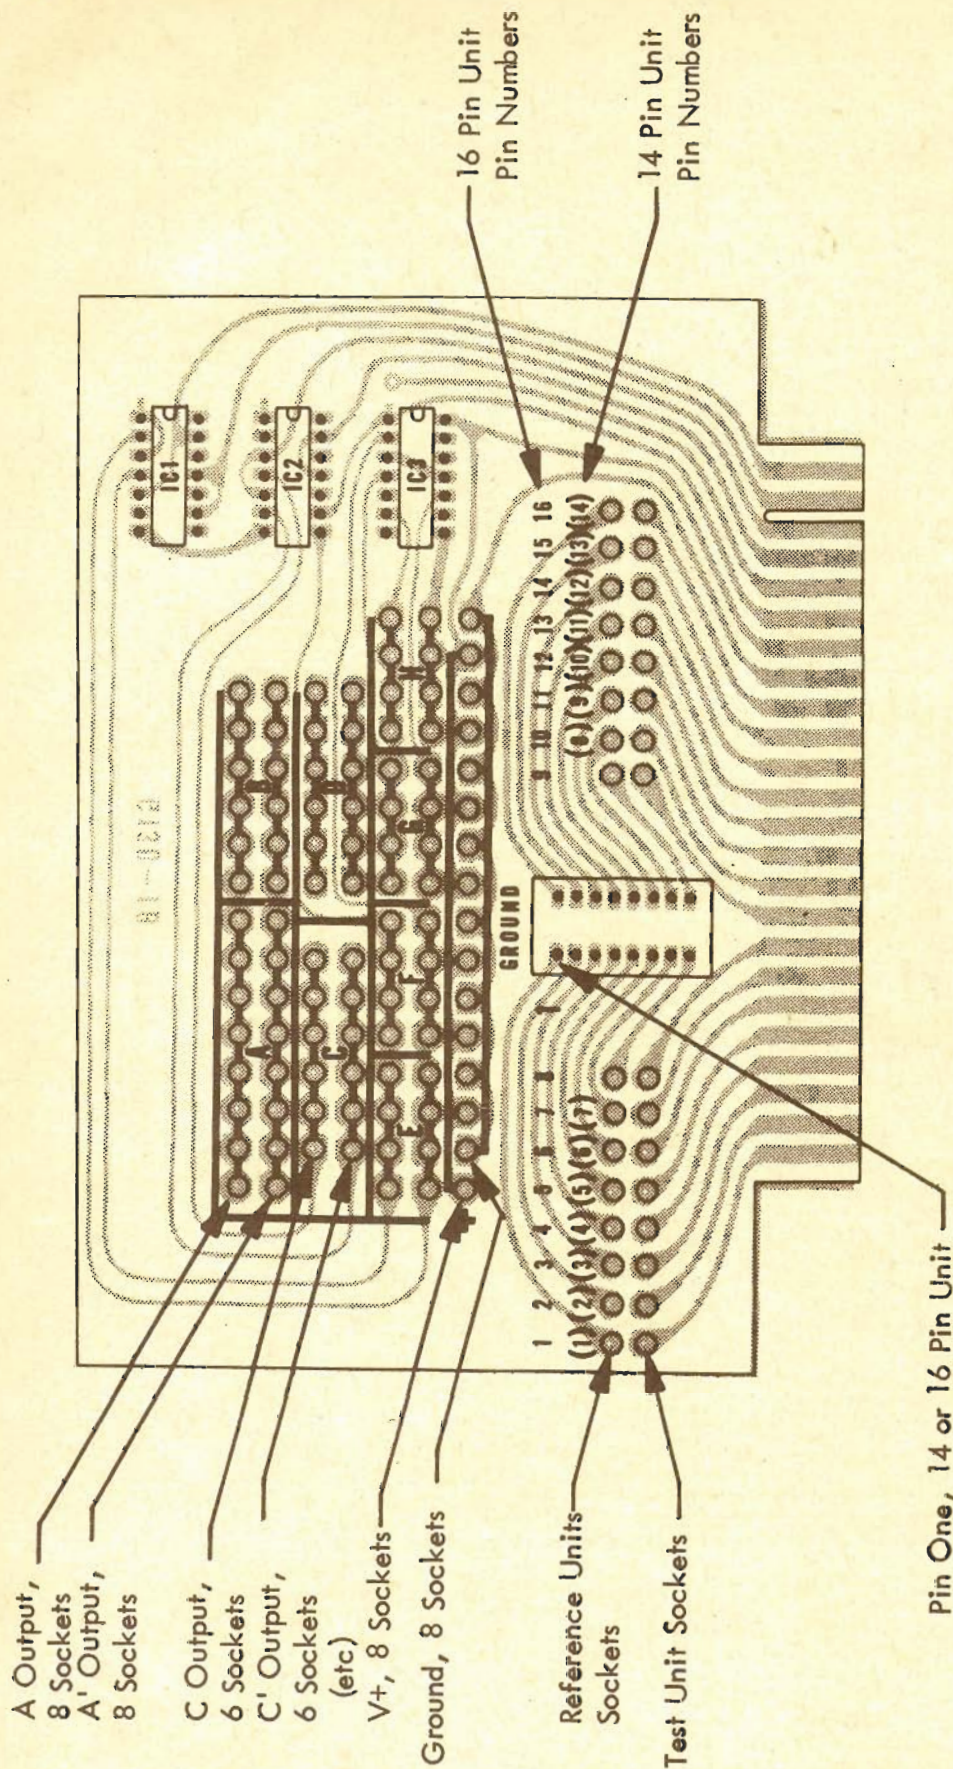 A Output,
8 Sockets
A' Output,
8 Sockets
C Output,
6 Sockets
C' Output,
6 Sockets
(etc)
V+, 8 Sockets
Ground, 8 Sockets
Reference Units
Sockets
Test Unit Sockets
Pin One, 14 or 16 Pin Unit
16 Pin Unit
Pin Numbers
14 Pin Unit
Pin Numbers
IC1
IC2
IC3
A
C D
E F G H
+
GROUND
1 2 3 4 5 6 7 8
(1)(2)(3)(4)(5)(6)(7)
1
9 10 11 12 13 14 15 16
(8)(9)(10)(11)(12)(13)(14)